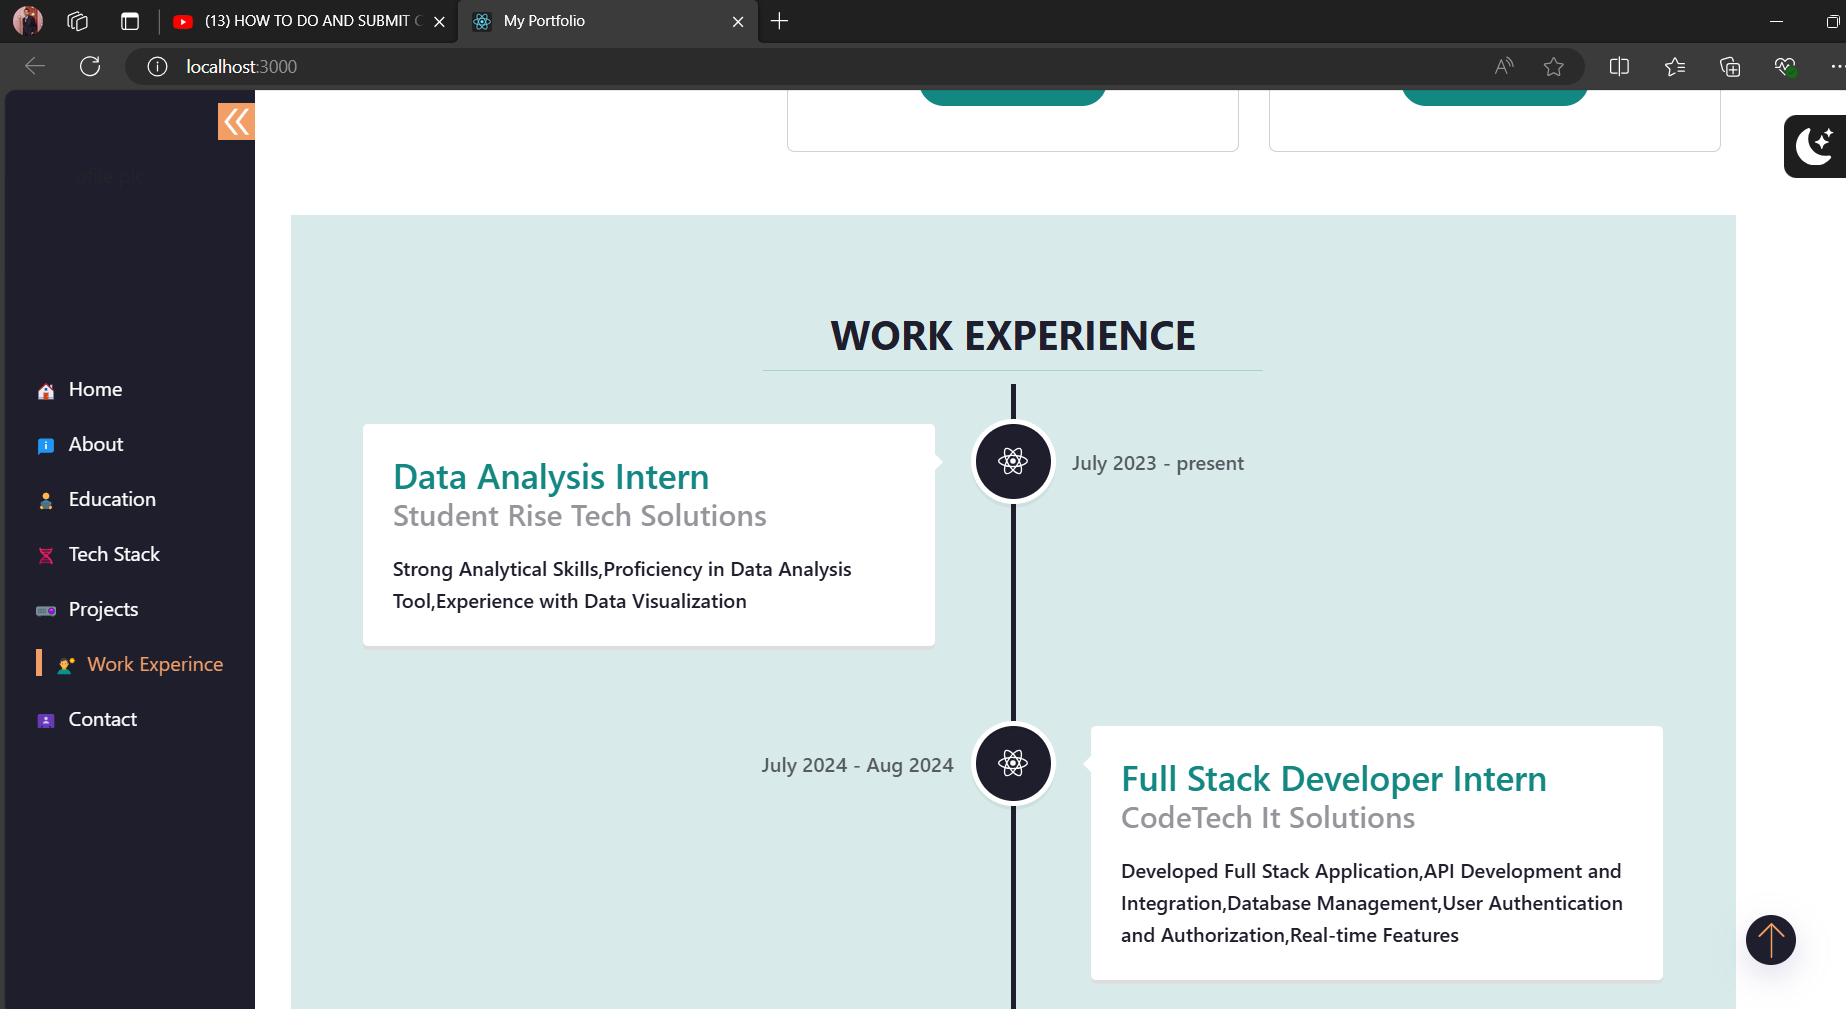 (13) HOW TO DO AND SUBMIT
My Portfolio
localhost:3000
Home
About
Education
Tech Stack
Projects
Work Experince
Contact
WORK EXPERIENCE
Data Analysis Intern
Student Rise Tech Solutions
Strong Analytical Skills,Proficiency in Data Analysis
Tool,Experience with Data Visualization
July 2023 - present
July 2024 - Aug 2024
Full Stack Developer Intern
CodeTech It Solutions
Developed Full Stack Application,API Development and
Integration,Database Management,User Authentication
and Authorization,Real-time Features